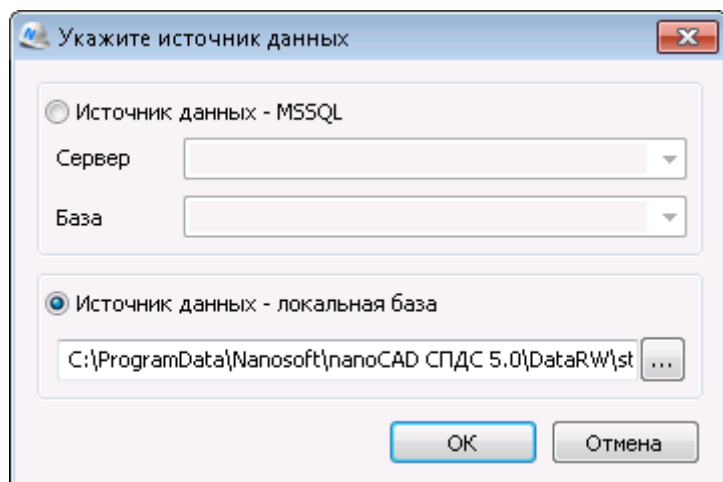 Укажите источник данных
Источник данных - MSSQL
Сервер
База
Источник данных - локальная база
C:\ProgramData\Nanosoft\nanoCAD СПДС 5.0\DataRW\st
...
ОК
Отмена